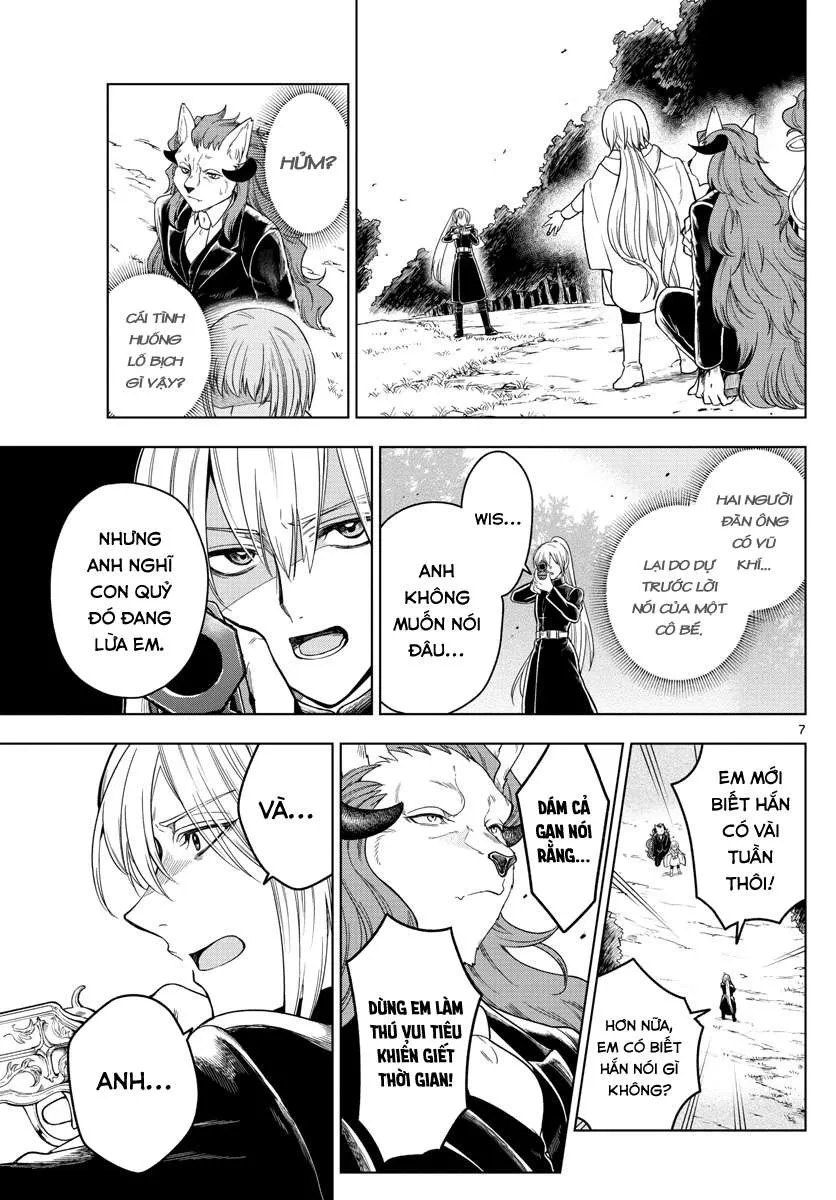 HỬM?
CÁI TÌNH
HUỐNG
LỐ BỊCH
GÌ VẬY?
HAI NGƯỜI
ĐÀN ÔNG
CÓ VŨ
KHÍ...
LẠI DO DỰ
TRƯỚC LỜI
NÓI CỦA MỘT
CÔ BÉ.
WIS...
ANH
KHÔNG
MUỐN NÓI
ĐÂU...
NHƯNG
ANH NGHĨ
CON QUỶ
ĐÓ ĐANG
LỪA EM.
7
EM MỚI
BIẾT HẮN
CÓ VÀI
TUẦN
THÔI!
HƠN NỮA,
EM CÓ BIẾT
HẮN NÓI GÌ
KHÔNG?
DÁM CẢ
GAN NÓI
RẰNG...
DÙNG EM LÀM
THÚ VUI TIÊU
KHIỂN GIẾT
THỜI GIAN!
VÀ...
ANH...